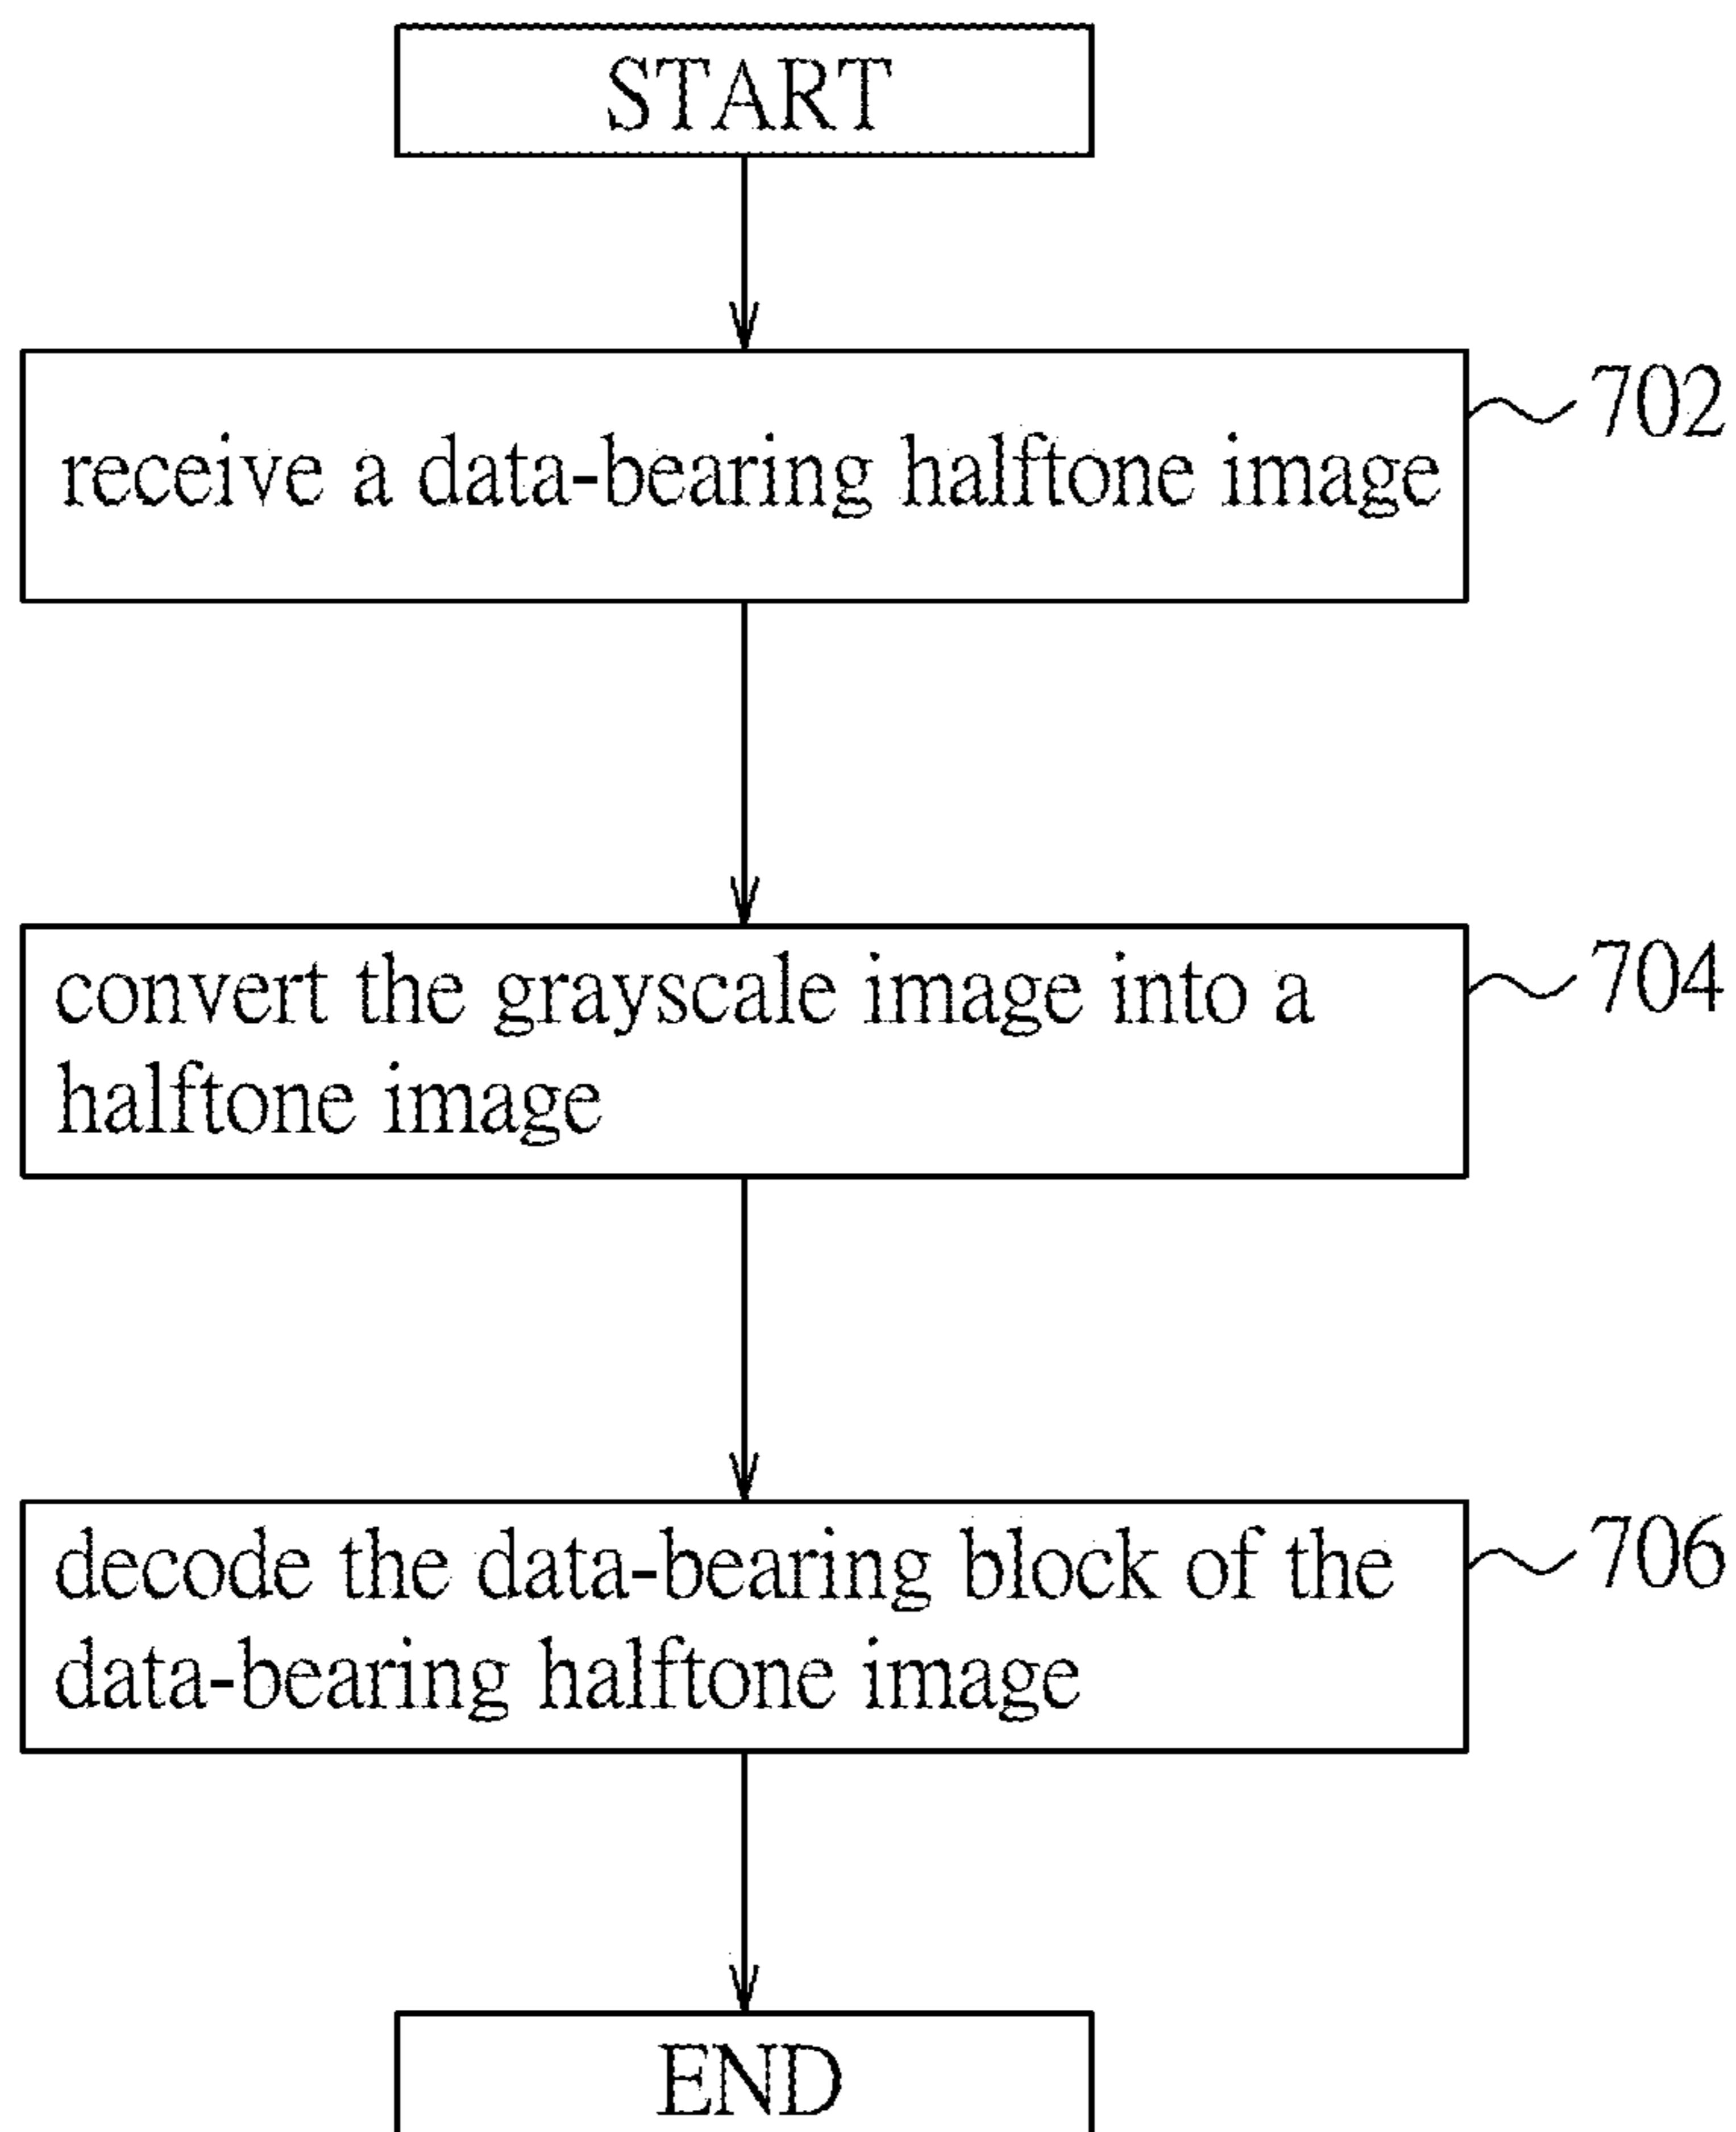 START
receive a data-bearing halftone image
702
convert the grayscale image into a
halftone image
704
decode the data-bearing block of the
data-bearing halftone image
706
END